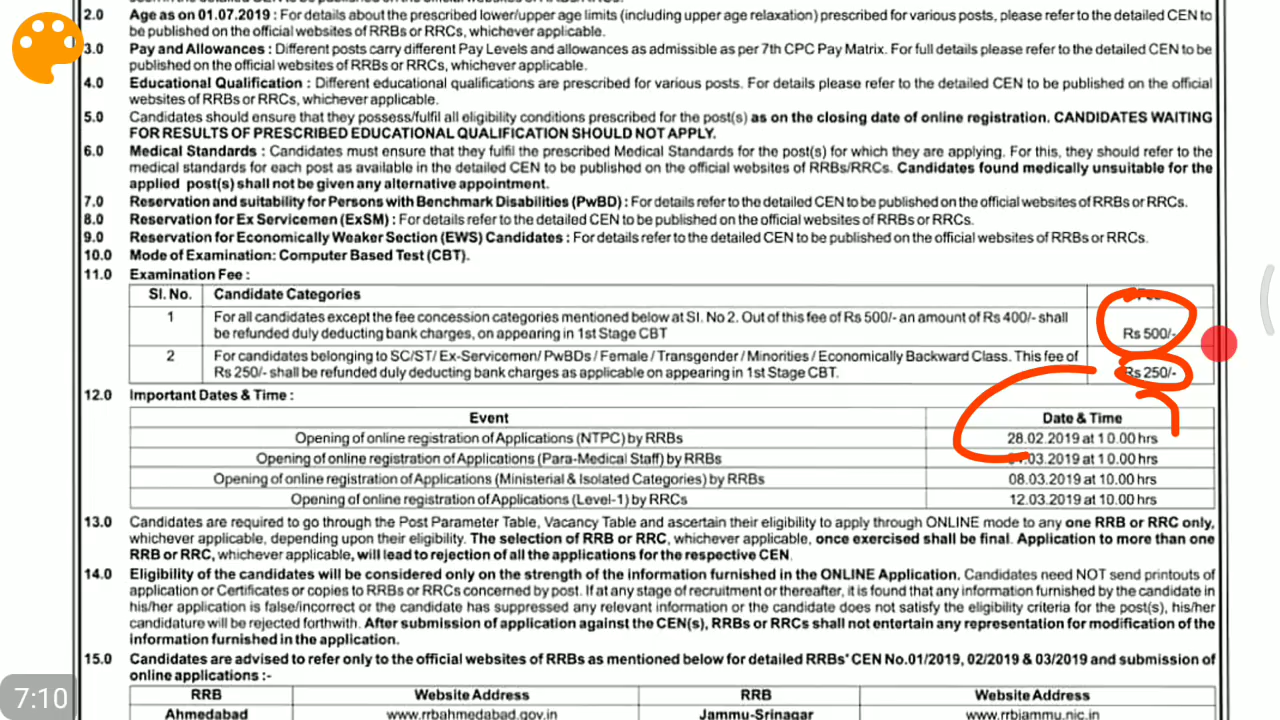 2.0 Age as on 01.07.2019 : For details about the prescribed lower/upper age limits (including upper age relaxation) prescribed for various posts, please refer to the detailed CEN to
be published on the official websites of RRBs or RRCs, whichever applicable.
3.0 Pay and Allowances : Different posts carry different Pay Levels and allowances as admissible as per 7th CPC Pay Matrix. For full details please refer to the detailed CEN to be
published on the official websites of RRBs or RRCs, whichever applicable.
4.0 Educational Qualification : Different educational qualifications are prescribed for various posts. For details please refer to the detailed CEN to be published on the official
websites of RRBs or RRCs, whichever applicable.
5.0 Candidates should ensure that they possess/fulfil all eligibility conditions prescribed for the post(s) as on the closing date of online registration. CANDIDATES WAITING
FOR RESULTS OF PRESCRIBED EDUCATIONAL QUALIFICATION SHOULD NOT APPLY.
6.0 Medical Standards : Candidates must ensure that they fulfil the prescribed Medical Standards for the post(s) for which they are applying. For this, they should refer to the
medical standards for each post as available in the detailed CEN to be published on the official websites of RRBs/RRCs. Candidates found medically unsuitable for the
applied post(s) shall not be given any alternative appointment.
7.0 Reservation and suitability for Persons with Benchmark Disabilities (PwBD) : For details refer to the detailed CEN to be published on the official websites of RRBs or RRCs.
8.0 Reservation for Ex Servicemen (ExSM) : For details refer to the detailed CEN to be published on the official websites of RRBs or RRCs.
9.0 Reservation for Economically Weaker Section (EWS) Candidates : For details refer to the detailed CEN to be published on the official websites of RRBs or RRCs.
10.0 Mode of Examination: Computer Based Test (CBT).
11.0 Examination Fee :
Sl. No. Candidate Categories
1 For all candidates except the fee concession categories mentioned below at Sl. No 2. Out of this fee of Rs 500/- an amount of Rs 400/- shall
be refunded duly deducting bank charges, on appearing in 1st Stage CBT Rs 500/-
2 For candidates belonging to SC/ST/ Ex-Servicemen/ PwBDs / Female / Transgender / Minorities / Economically Backward Class. This fee of
Rs 250/- shall be refunded duly deducting bank charges as applicable on appearing in 1st Stage CBT. Rs 250/-
12.0 Important Dates & Time :
Event Date & Time
Opening of online registration of Applications (NTPC) by RRBs 28.02.2019 at 10.00 hrs
Opening of online registration of Applications (Para-Medical Staff) by RRBs .03.2019 at 10.00 hrs
Opening of online registration of Applications (Ministerial & Isolated Categories) by RRBs 08.03.2019 at 10.00 hrs
Opening of online registration of Applications (Level-1) by RRCs 12.03.2019 at 10.00 hrs
13.0 Candidates are required to go through the Post Parameter Table, Vacancy Table and ascertain their eligibility to apply through ONLINE mode to any one RRB or RRC only,
whichever applicable, depending upon their eligibility. The selection of RRB or RRC, whichever applicable, once exercised shall be final. Application to more than one
RRB or RRC, whichever applicable, will lead to rejection of all the applications for the respective CEN.
14.0 Eligibility of the candidates will be considered only on the strength of the information furnished in the ONLINE Application. Candidates need NOT send printouts of
application or Certificates or copies to RRBs or RRCs concerned by post. If at any stage of recruitment or thereafter, it is found that any information furnished by the candidate in
his/her application is false/incorrect or the candidate has suppressed any relevant information or the candidate does not satisfy the eligibility criteria for the post(s), his/her
candidature will be rejected forthwith. After submission of application against the CEN(s), RRBs or RRCs shall not entertain any representation for modification of the
information furnished in the application.
15.0 Candidates are advised to refer only to the official websites of RRBs as mentioned below for detailed RRBs' CEN No.01/2019, 02/2019 & 03/2019 and submission of
online applications :-
RRB Website Address RRB Website Address
Ahmedabad www.rrbahmedabad.gov.in Jammu-Srinagar www.rrbjammu.nic.in
7:10